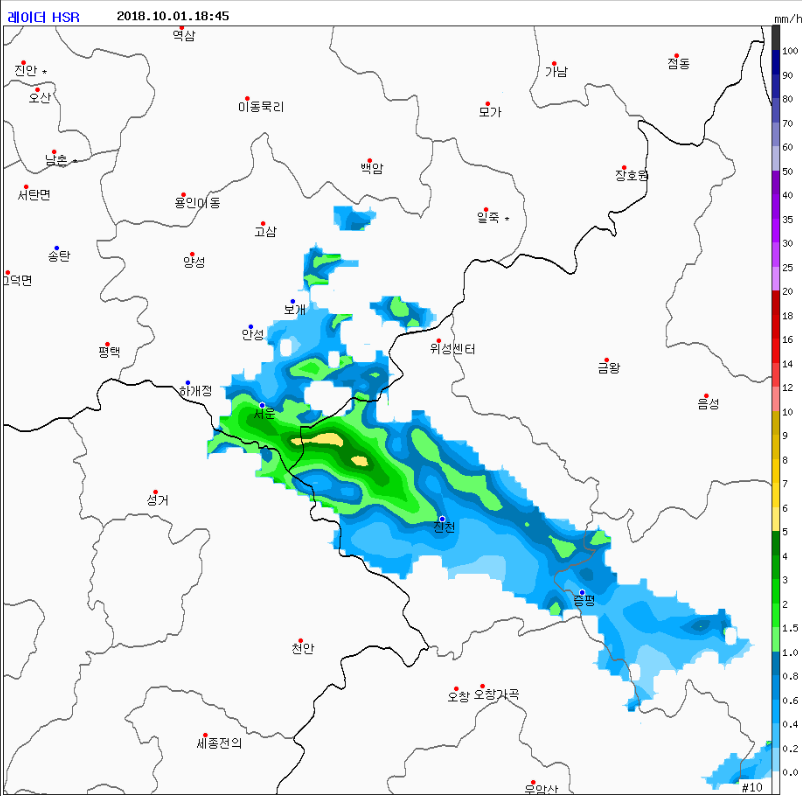 레이더 HSR 2018.10.01.18:45
mm/h
역삼
진안 *
가남
점동
오산
이동묵리
모가
남촌 *
백암
장호원
서탄면
용인이동
일죽 *
고삼
송탄
양성
고덕면
보개
안성
평택
위성센터
금왕
하개정
음성
서운
성거
진천
증평
천안
오창
오창가곡
세종전의
우암산
#10
100
90
80
70
60
50
40
35
30
25
20
18
16
14
12
10
9
8
7
6
5
4
3
2
1.5
1.0
0.8
0.6
0.4
0.2
0.0